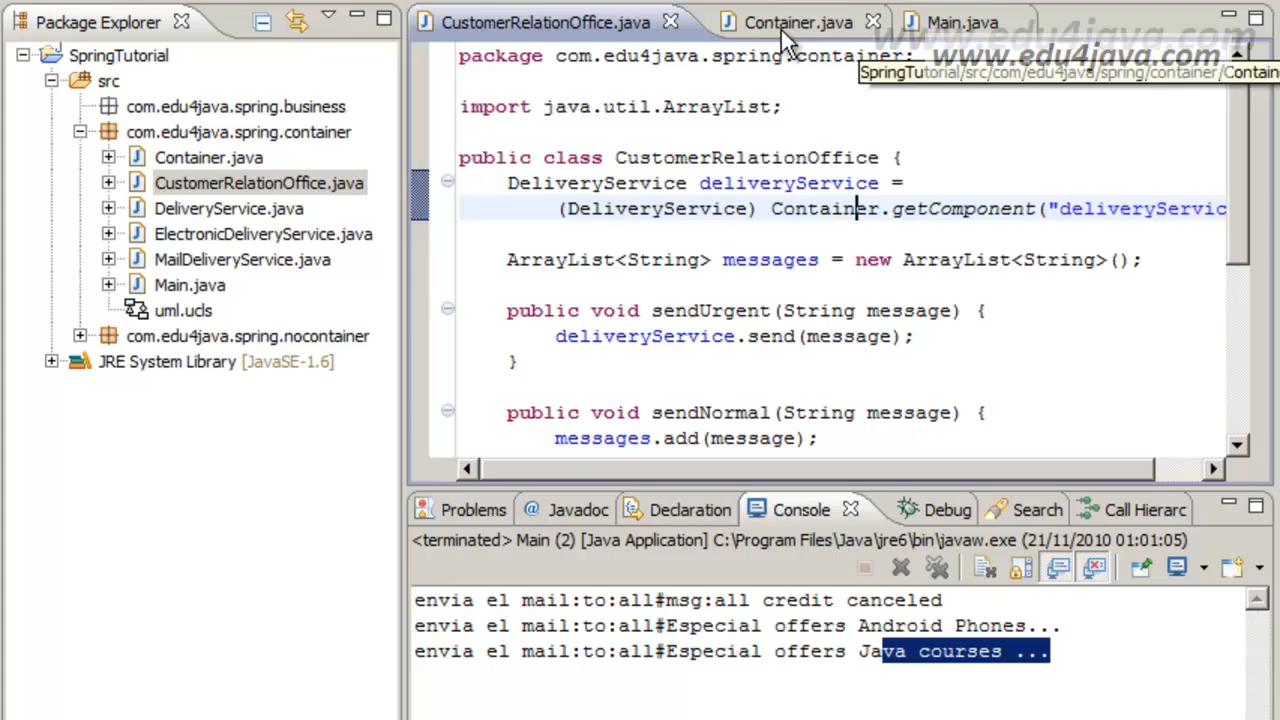 Package Explorer
SpringTutorial
src
com.edu4java.spring.business
com.edu4java.spring.container
Container.java
CustomerRelationOffice.java
DeliveryService.java
ElectronicDeliveryService.java
MailDeliveryService.java
Main.java
uml.ucls
com.edu4java.spring.nocontainer
JRE System Library [JavaSE-1.6]
CustomerRelationOffice.java
Container.java
Main.java
www.edu4java.com
SpringTutorial/src/com/edu4java/spring/container/Contain
package com.edu4java.spring.container;
import java.util.ArrayList;
public class CustomerRelationOffice {
DeliveryService deliveryService =
(DeliveryService) Container.getComponent("deliveryServic
ArrayList<String> messages = new ArrayList<String>();
public void sendUrgent(String message) {
deliveryService.send(message);
}
public void sendNormal(String message) {
messages.add(message);
Problems
@ Javadoc
Declaration
Console
Debug
Search
Call Hierarc
<terminated> Main (2) [Java Application] C:\Program Files\Java\jre6\bin\javaw.exe (21/11/2010 01:01:05)
envia el mail:to:all#msg:all credit canceled
envia el mail:to:all#Especial offers Android Phones...
envia el mail:to:all#Especial offers Java courses ...